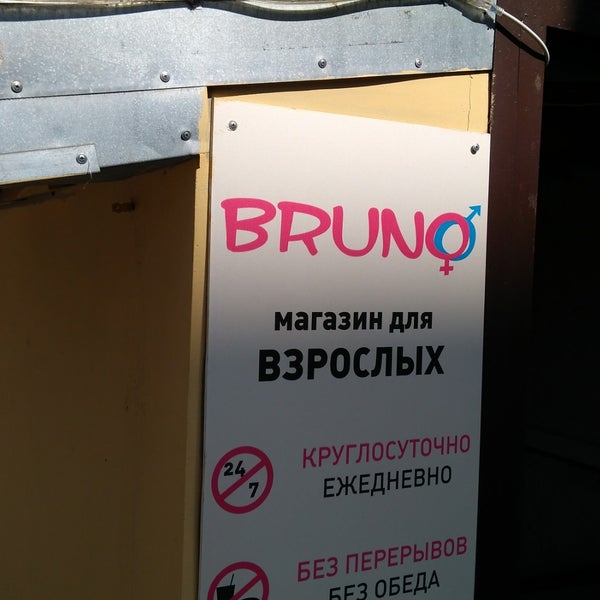 BRUNO
магазин для
ВЗРОСЛЫХ
24
7
КРУГЛОСУТОЧНО
ЕЖЕДНЕВНО
БЕЗ ПЕРЕРЫВОВ
БЕЗ ОБЕДА